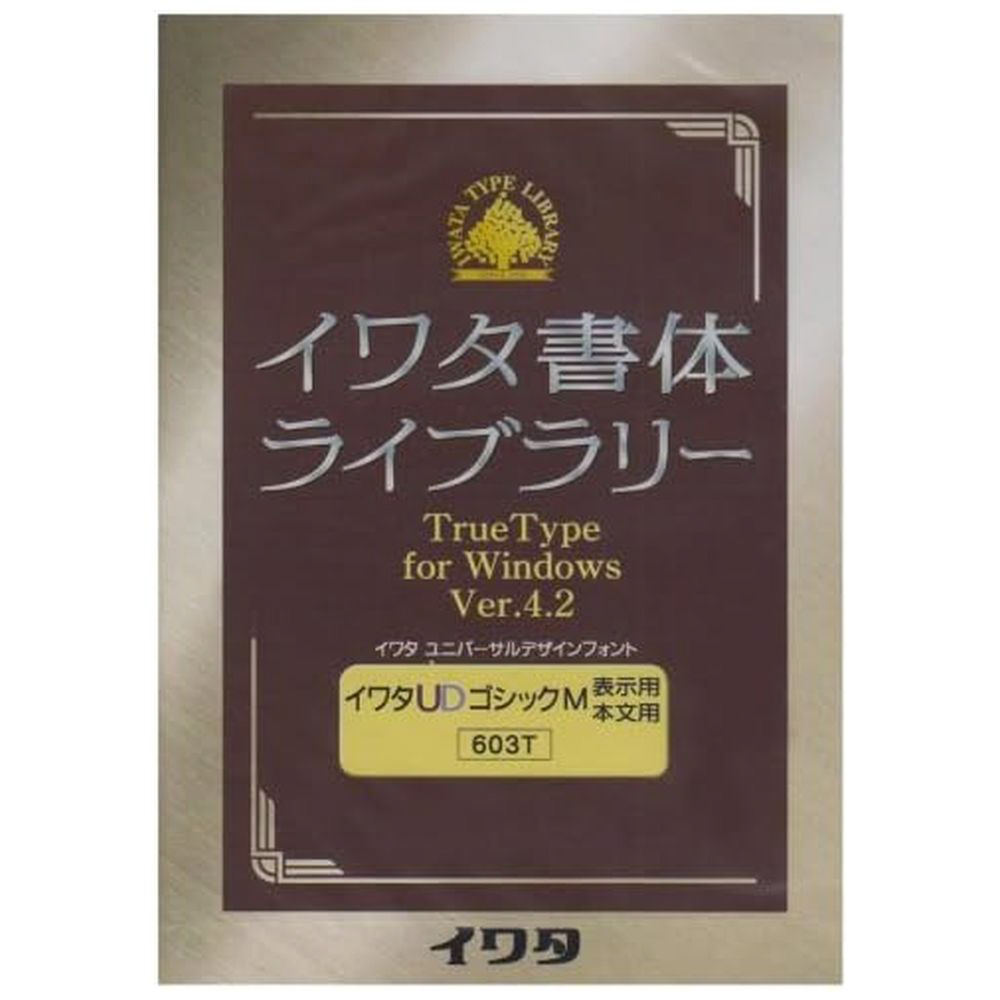 IWATA TYPE LIBRARY
イワタ書体
ライブラリー
TrueType
for Windows
Ver.4.2
イワタ ユニバーサルデザインフォント
イワタUDゴシックM 表示用
本文用
603T
イワタ